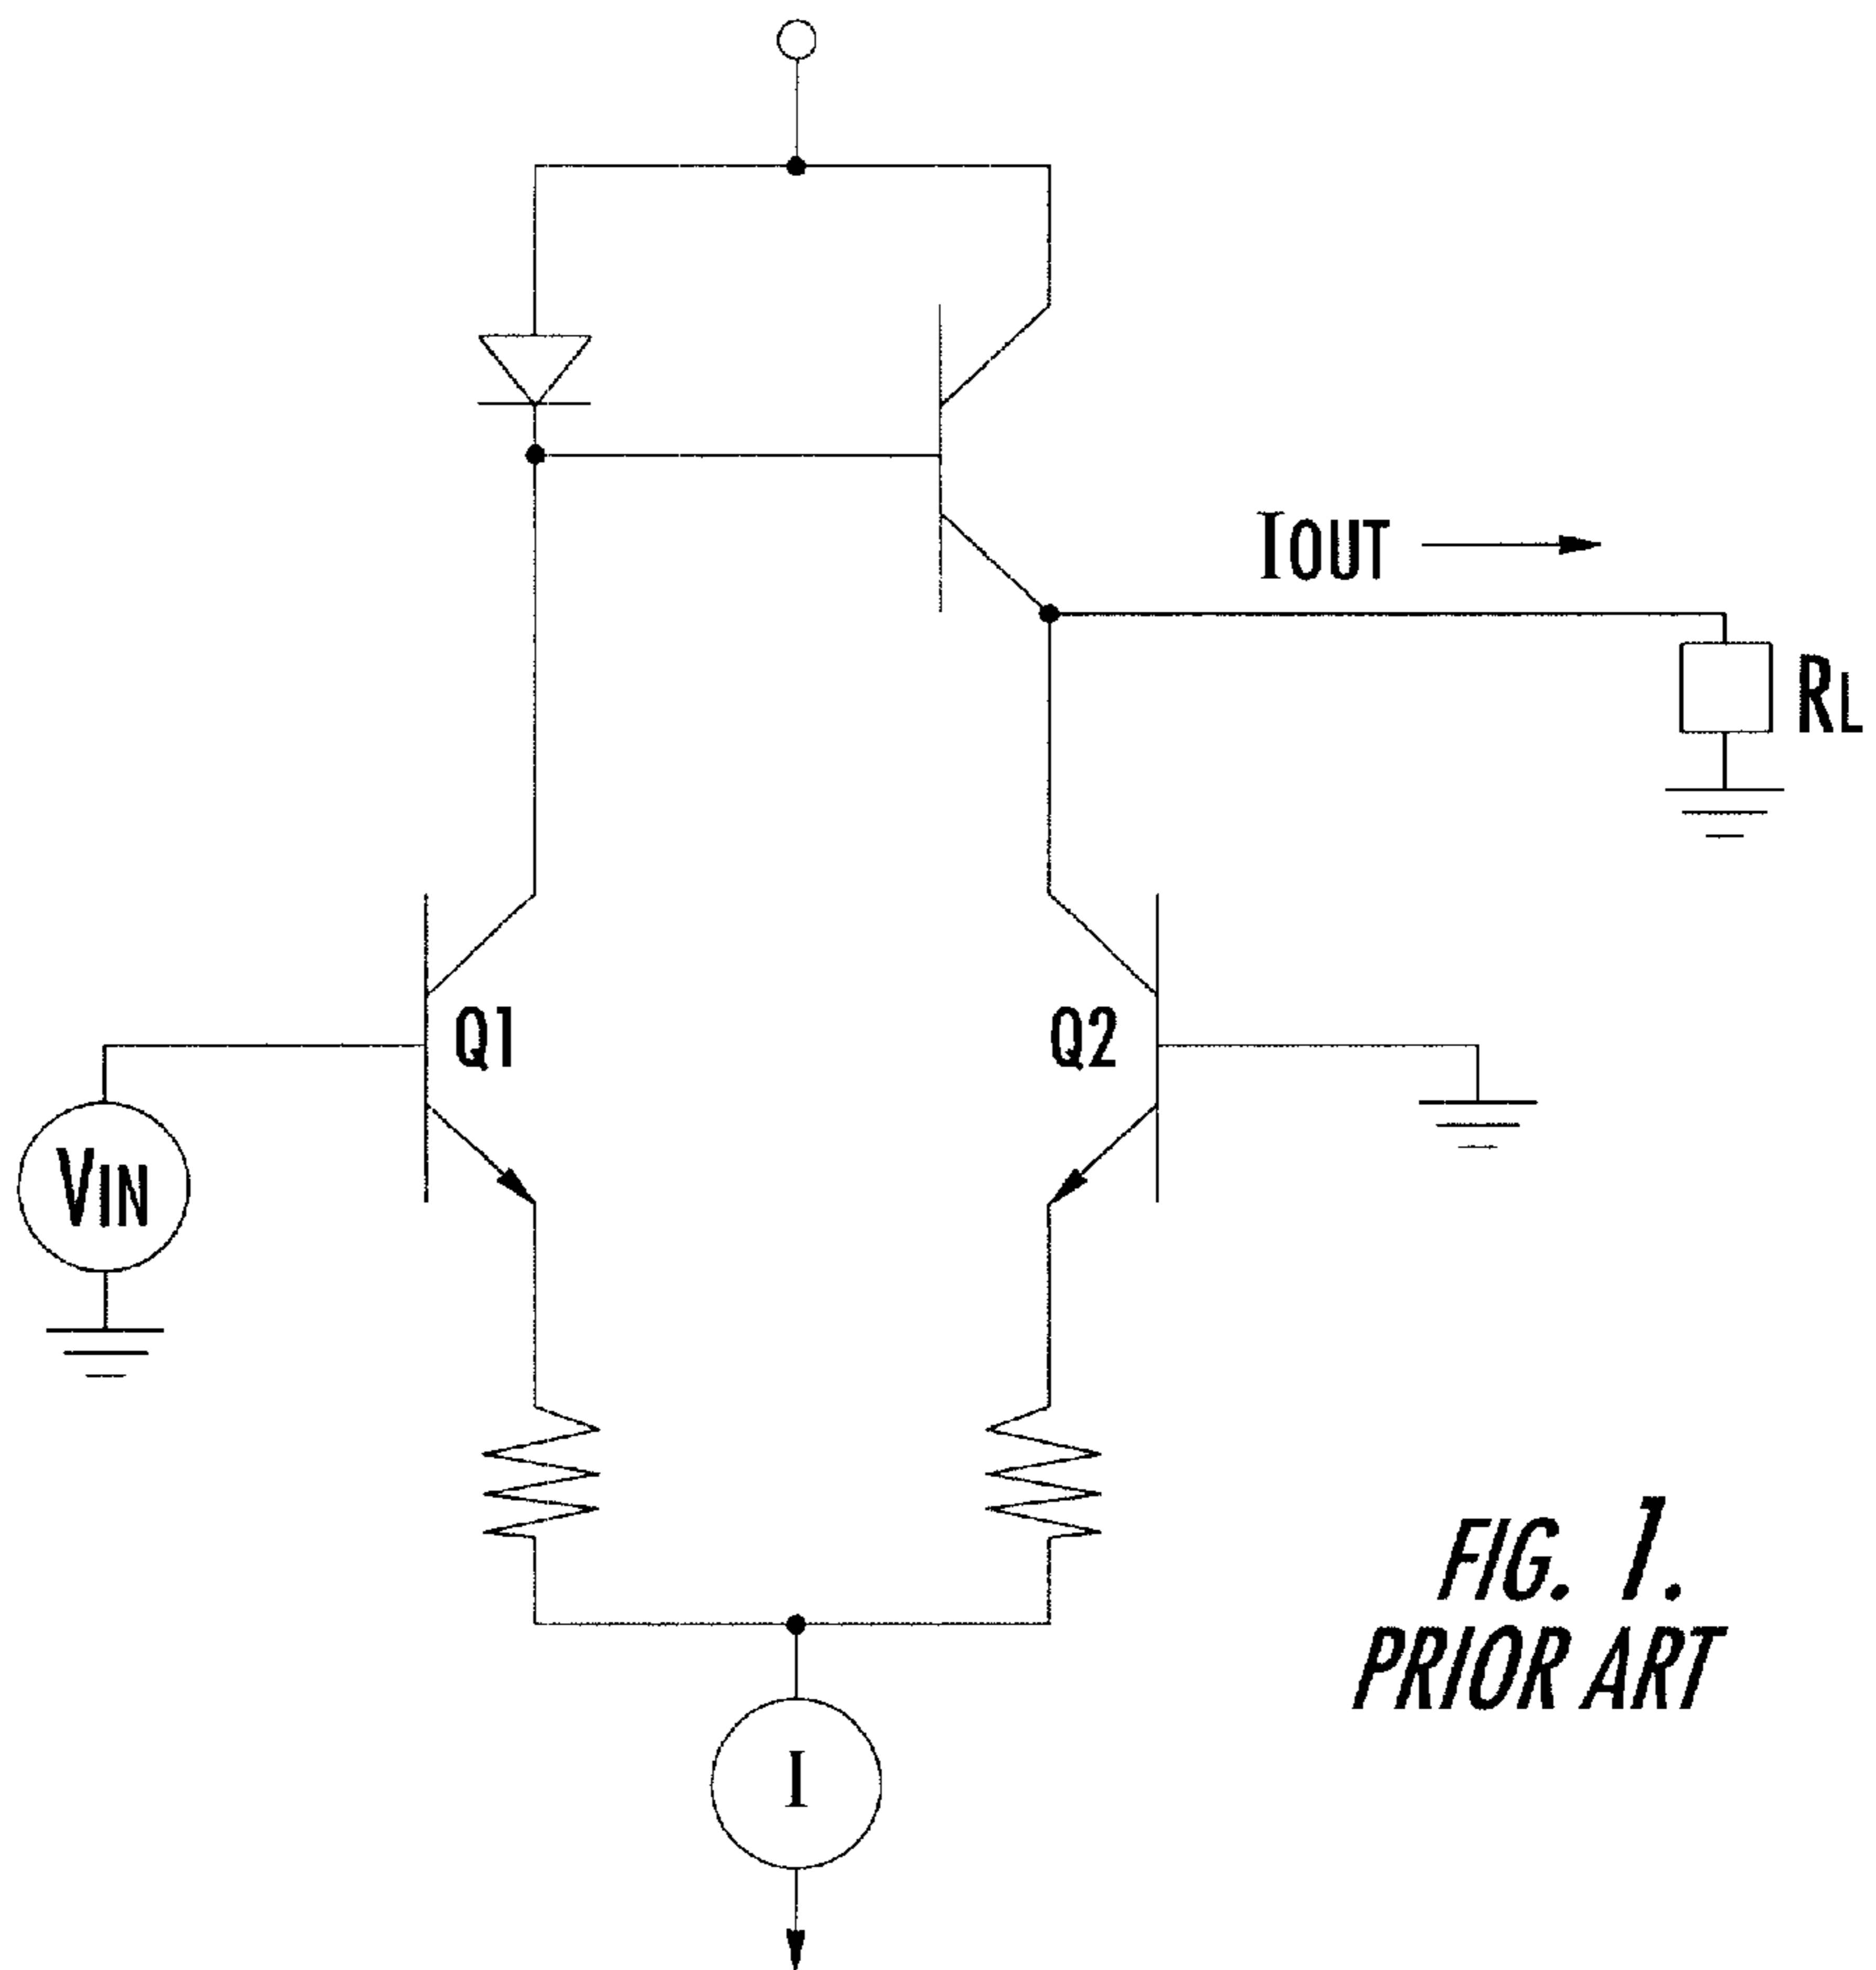 IOUT
RL
Q1
Q2
VIN
I
FIG. 1.
PRIOR ART